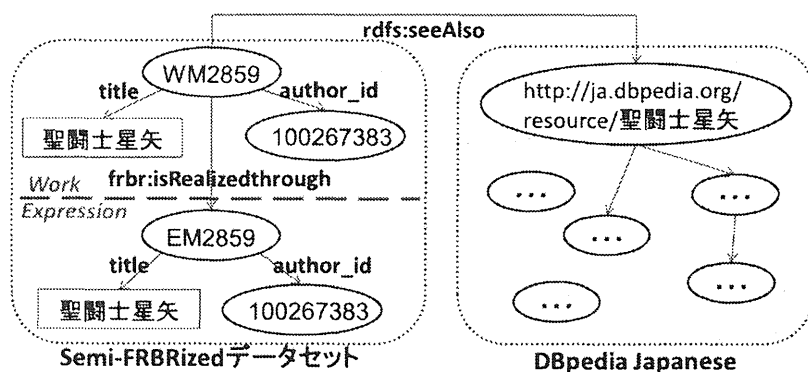 rdfs:seeAlso
WM2859
title
author_id
聖闘士星矢
100267383
Work
frbr:isRealizedthrough
Expression
EM2859
title
author_id
聖闘士星矢
100267383
Semi-FRBRizedデータセット
http://ja.dbpedia.org/
resource/聖闘士星矢
...
...
...
...
...
DBpedia Japanese